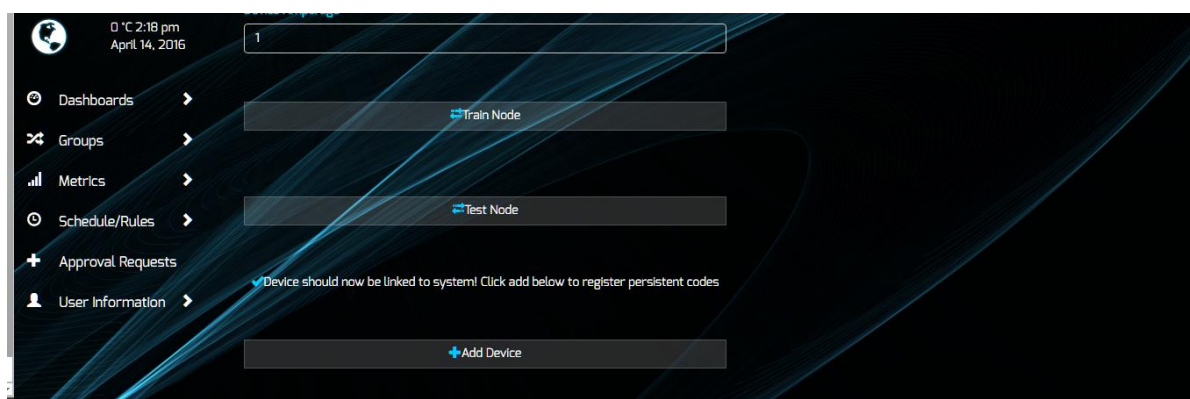 0 °C 2:18 pm
April 14, 2016
1
Dashboards
Groups
Metrics
Schedule/Rules
Approval Requests
User Information
Train Node
Test Node
Device should now be linked to system! Click add below to register persistent codes
Add Device